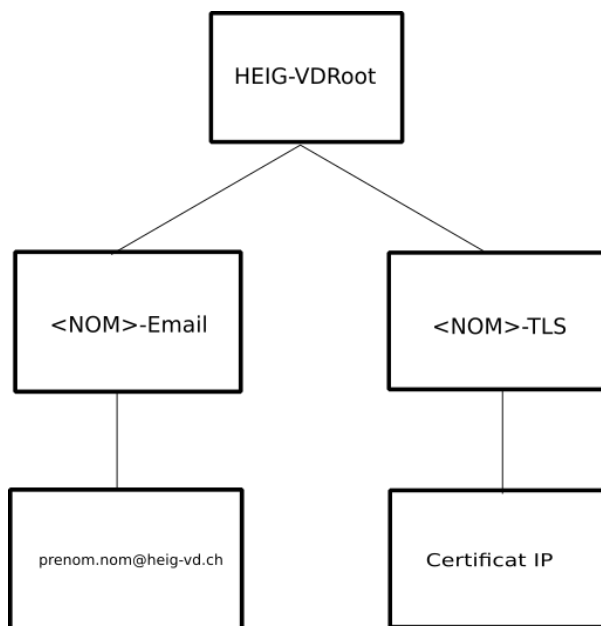 HEIG-VDRoot
<NOM>-Email
<NOM>-TLS
prenom.nom@heig-vd.ch
Certificat IP